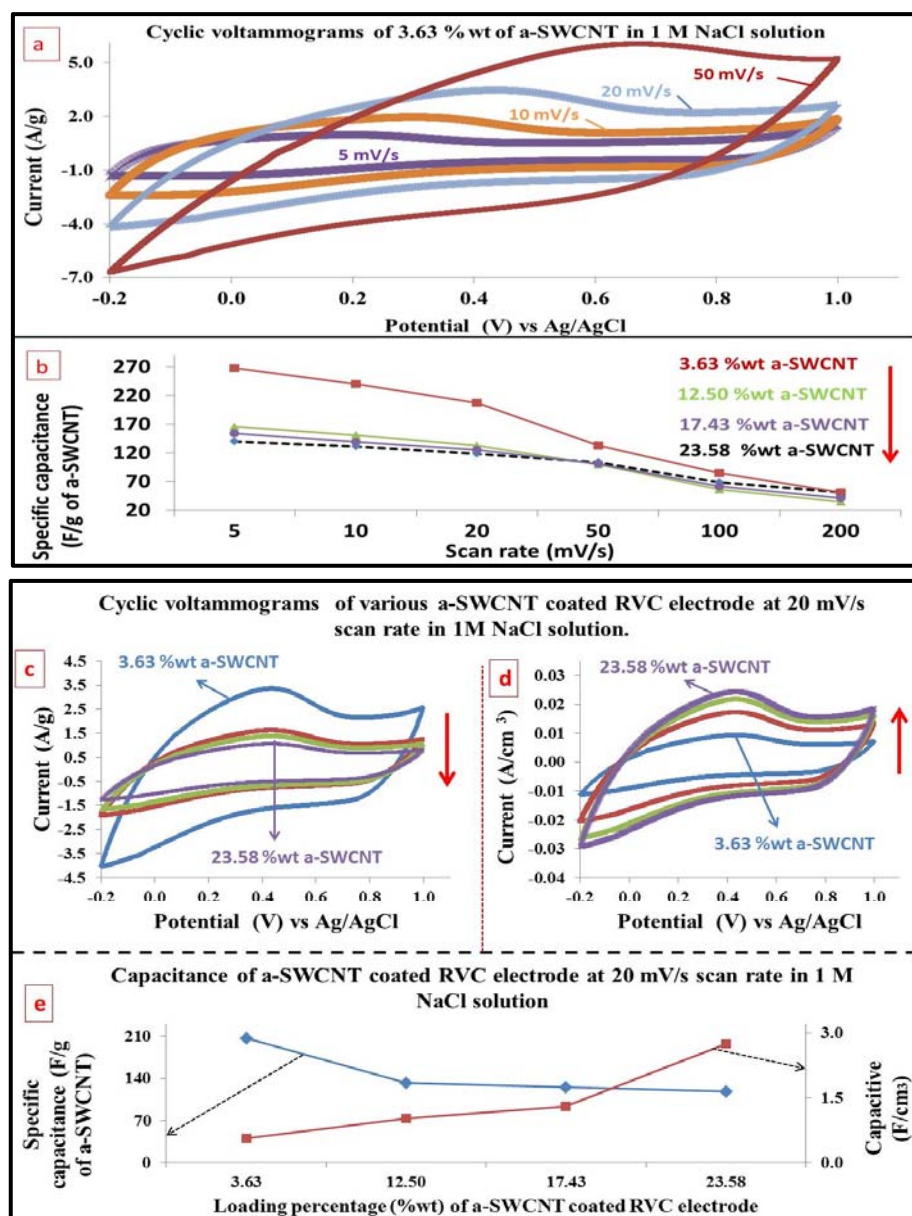 a
Cyclic voltammograms of 3.63 % wt of a-SWCNT in 1 M NaCl solution
5.0
2.0
-1.0
-4.0
-7.0
Current (A/g)
50 mV/s
20 mV/s
10 mV/s
5 mV/s
-0.2 0.0 0.2 0.4 0.6 0.8 1.0
Potential (V) vs Ag/AgCl
b
Specific capacitance
(F/g of a-SWCNT)
270
220
170
120
70
20
3.63 %wt a-SWCNT
12.50 %wt a-SWCNT
17.43 %wt a-SWCNT
23.58 %wt a-SWCNT
5 10 20 50 100 200
Scan rate (mV/s)
Cyclic voltammograms of various a-SWCNT coated RVC electrode at 20 mV/s
scan rate in 1M NaCl solution.
c
4.5
3.5
2.5
1.5
0.5
-0.5
-1.5
-2.5
-3.5
-4.5
Current (A/g)
3.63 %wt a-SWCNT
23.58 %wt a-SWCNT
-0.2 0.0 0.2 0.4 0.6 0.8 1.0
Potential (V) vs Ag/AgCl
d
0.03
0.02
0.01
0.00
-0.01
-0.02
-0.03
-0.04
Current (A/cm 3)
23.58 %wt a-SWCNT
3.63 %wt a-SWCNT
-0.2 0.0 0.2 0.4 0.6 0.8 1.0
Potential (V) vs Ag/AgCl
e
Capacitance of a-SWCNT coated RVC electrode at 20 mV/s scan rate in 1 M
NaCl solution
Specific
capacitance (F/g
of a-SWCNT)
210
140
70
0
3.0
1.5
0.0
Capacitive
(F/cm3)
3.63 12.50 17.43 23.58
Loading percentage (%wt) of a-SWCNT coated RVC electrode